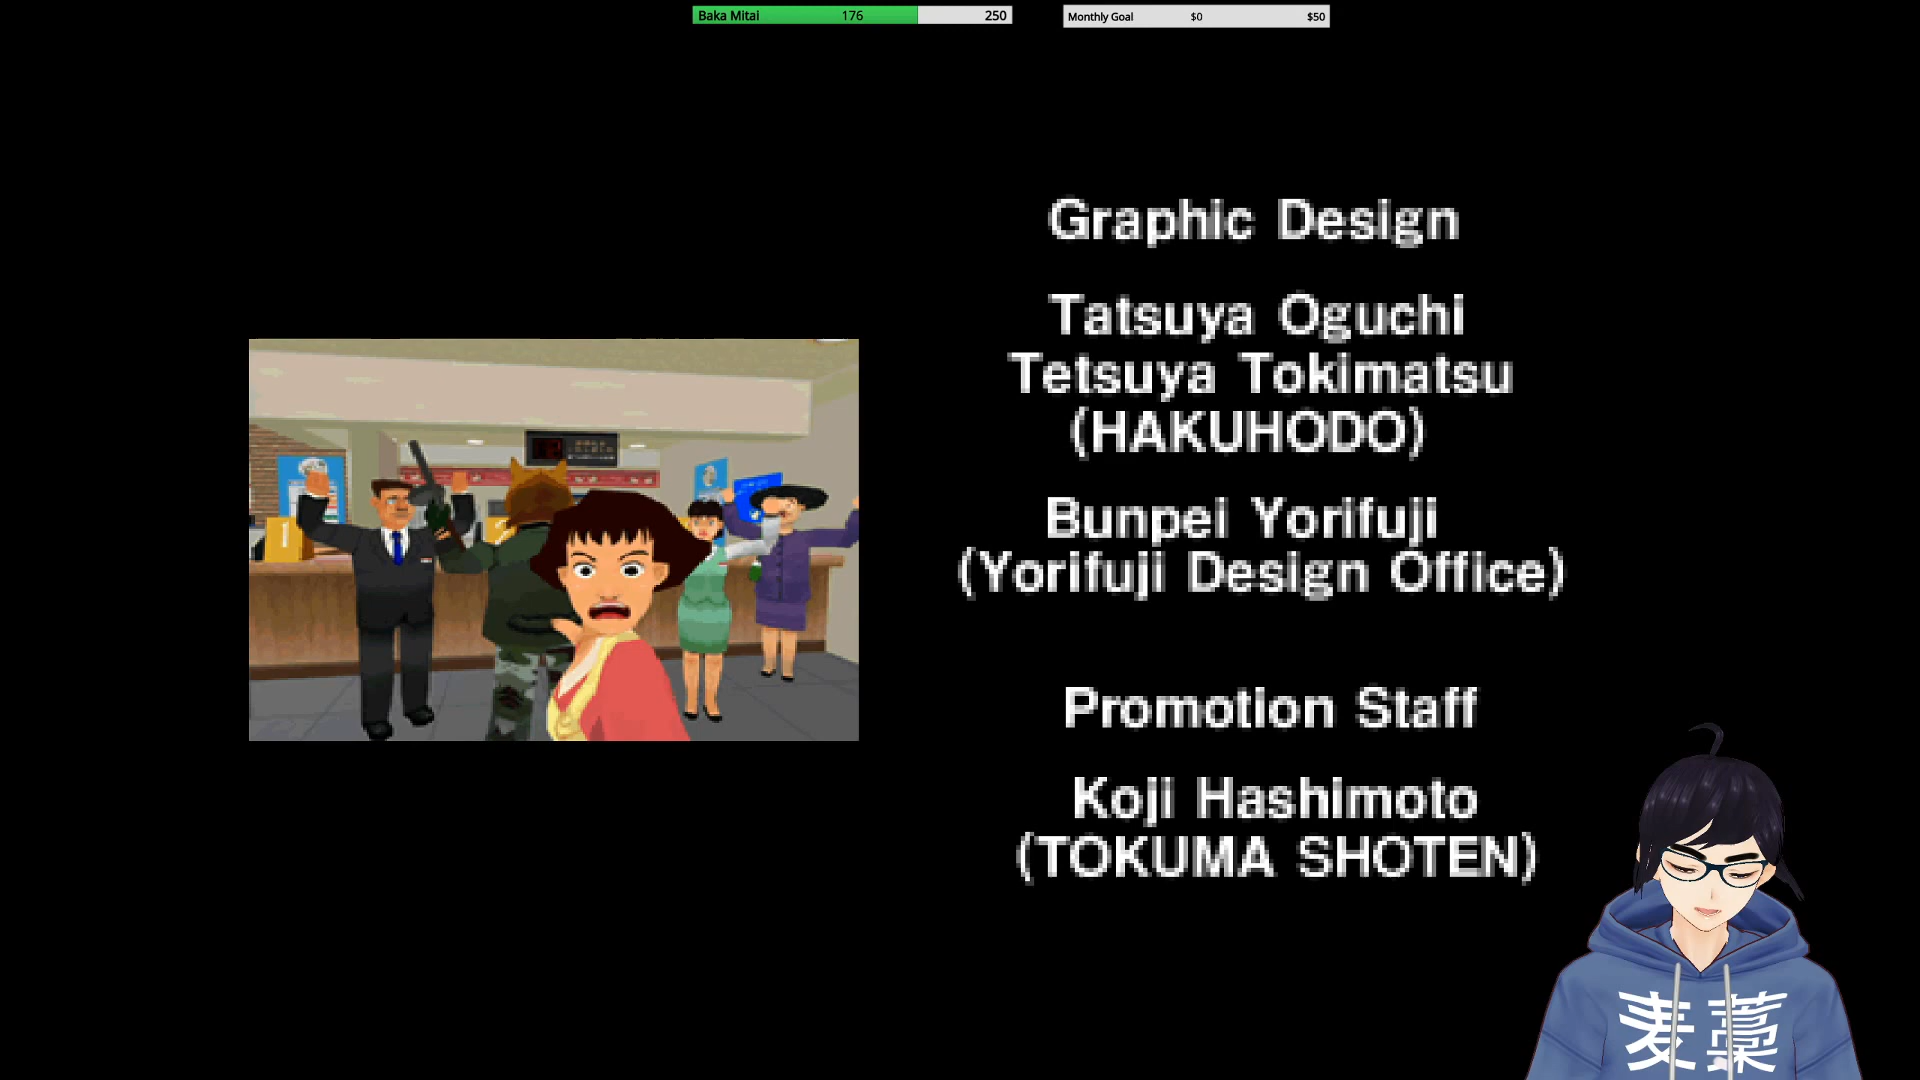 Baka Mitai 176 250
Monthly Goal $0 $50
Graphic Design
Tatsuya Oguchi
Tetsuya Tokimatsu
(HAKUHODO)
Bunpei Yorifuji
(Yorifuji Design Office)
Promotion Staff
Koji Hashimoto
(TOKUMA SHOTEN)
1
麦藁